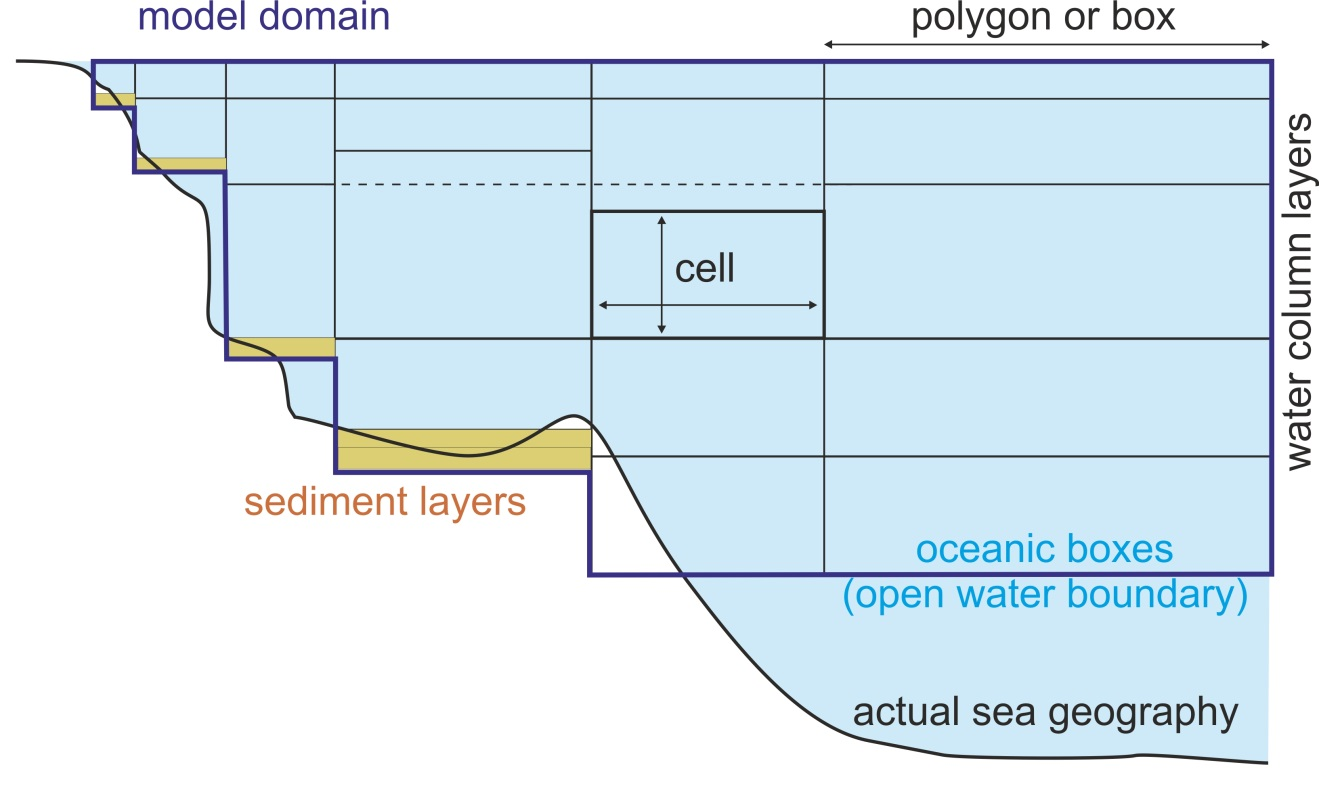 model domain
polygon or box
water column layers
cell
sediment layers
oceanic boxes
(open water boundary)
actual sea geography